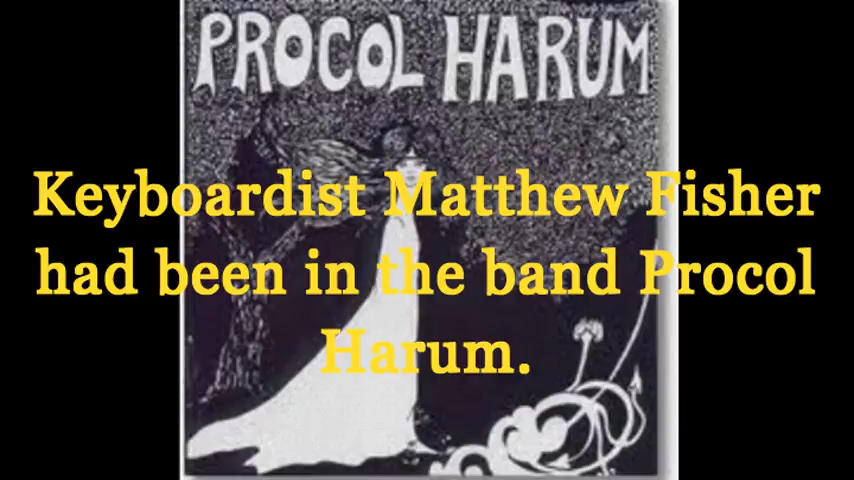 PROCOL HARUM
Keyboardist Matthew Fisher
had been in the band Procol
Harum.